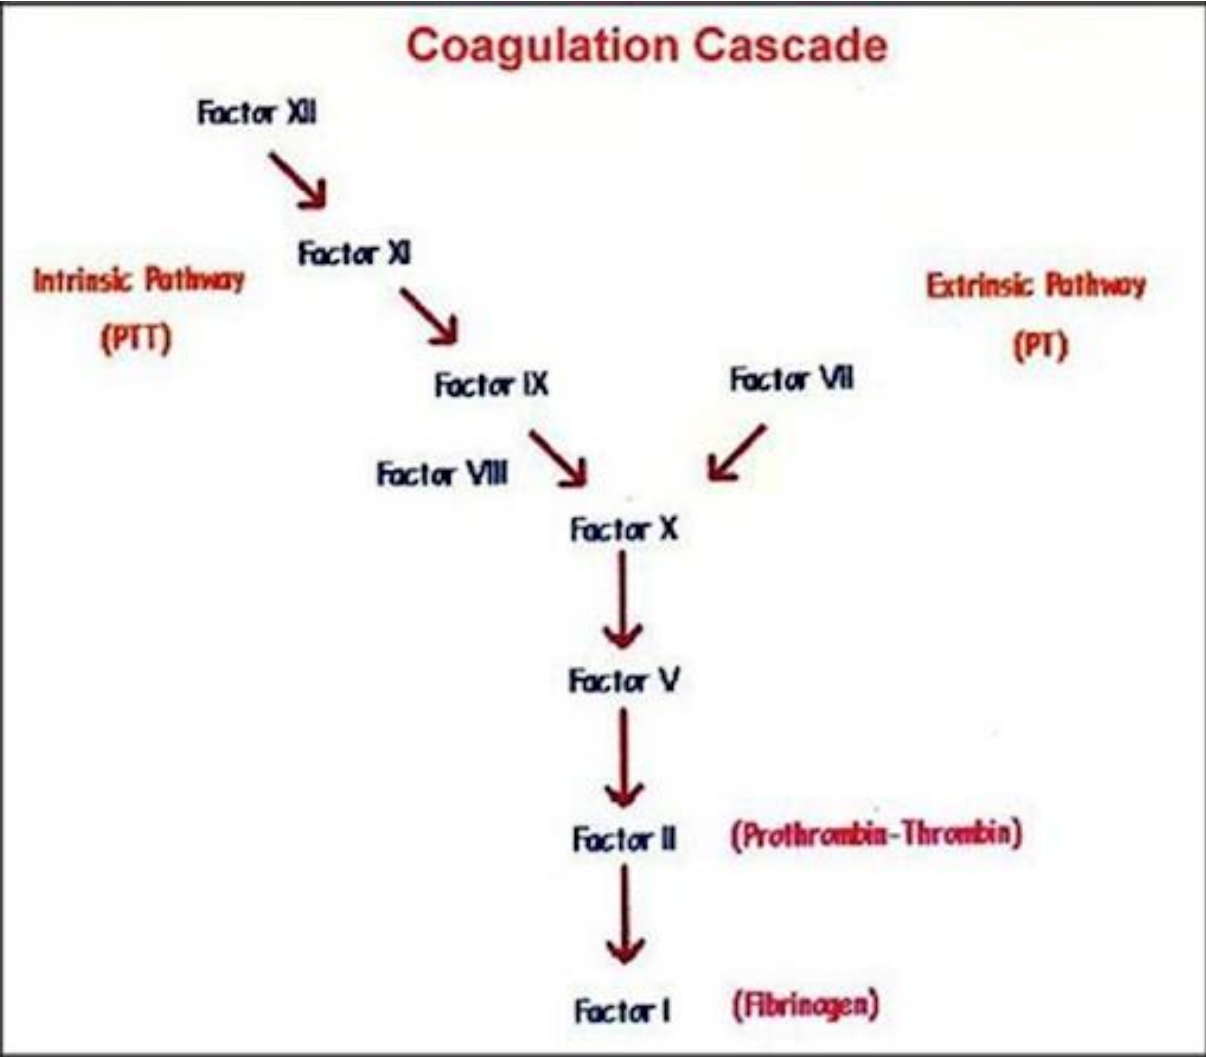 Coagulation Cascade
Factor XII
Factor XI
Intrinsic Pathway
(PTT)
Extrinsic Pathway
(PT)
Factor IX
Factor VII
Factor VIII
Factor X
Factor V
Factor II (Prothrombin-Thrombin)
Factor I (Fibrinogen)